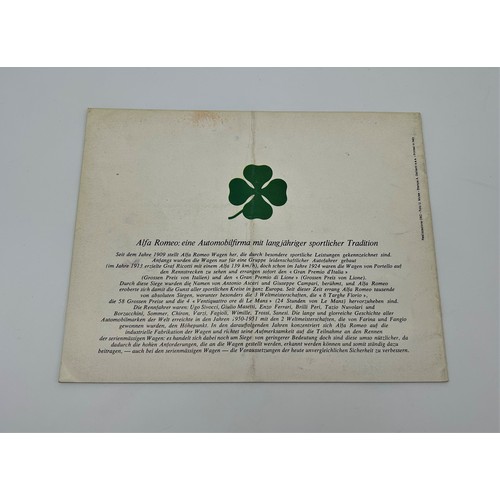 Alfa Romeo: eine Automobilfirma mit langjähriger sportlicher Tradition
Seit dem Jahre 1909 stellt Alfa Romeo Wagen her, die durch besondere sportliche Leistungen gekennzeichnet sind.
Anfangs wurden die Wagen nur für eine Gruppe leidenschaftlicher Autofahrer gebaut
(im Jahre 1913 erzielte Graf Ricotti mit einem Alfa 139 km/h), doch schon im Jahre 1924 waren die Wagen von Portello auf
den Rennstrecken zu sehen und errangen sofort den « Gran Premio d'Italia »
(Grossen Preis von Italien) und den « Gran Premio di Lione » (Grossen Preis von Lione).
Durch diese Siege wurden die Namen von Antonio Ascari und Giuseppe Campari, berühmt, und Alfa Romeo
eroberte sich damit die Gunst aller sportlichen Kreise in ganz Europa. Seit dieser Zeit errang Alfa Romeo tausende
von absoluten Siegen, worunter besonders die 3 Weltmeisterschaften, die « 8 Targhe Florio »,
die 58 Grossen Preise und die 4 « Ventiquattro ore di Le Mans» (24 Stunden von Le Mans) hervorzuheben sind.
Die Rennfahrer waren: Ugo Sivocci, Giulio Masetti, Enzo Ferrari, Brilli Peri, Tazio Nuvolari und
Borzacchini, Sommer, Chiron, Varzi, Fagioli, Wimille, Trossi, Sanesi. Die lange und glorreiche Geschichte aller
Automobilmarken der Welt erreichte in den Jahren 1950-1951 mit den 2 Weltmeisterschaften, die von Farina und Fangio
gewonnen wurden, den Höhepunkt. In den darauffolgenden Jahren konzentriert sich Alfa Romeo auf die
industrielle Fabrikation der Wagen und richtet seine Aufmerksamkeit auf die Teilnahme an den Rennen
der serienmässigen Wagen: es handelt sich dabei noch um Siege: von geringerer Bedeutung doch sind diese umso nützlicher, da
dadurch die hohen Anforderungen, die an die Wagen gestellt werden, erkannt werden können und somit ständig dazu
beitragen, — auch bei den serienmässigen Wagen — die Voraussetzungen der heute unvergleichlichen Sicherheit zu verbessern.